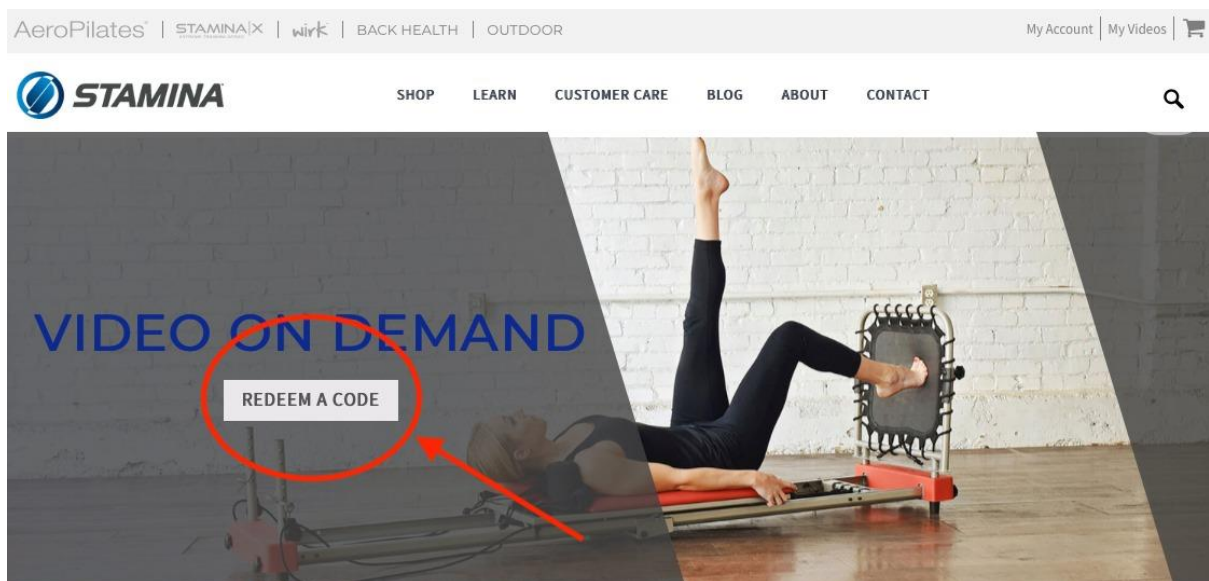 AeroPilates® | STAMINA|X | wirk | BACK HEALTH | OUTDOOR My Account | My Videos |
STAMINA SHOP LEARN CUSTOMER CARE BLOG ABOUT CONTACT
VIDEO ON DEMAND
REDEEM A CODE